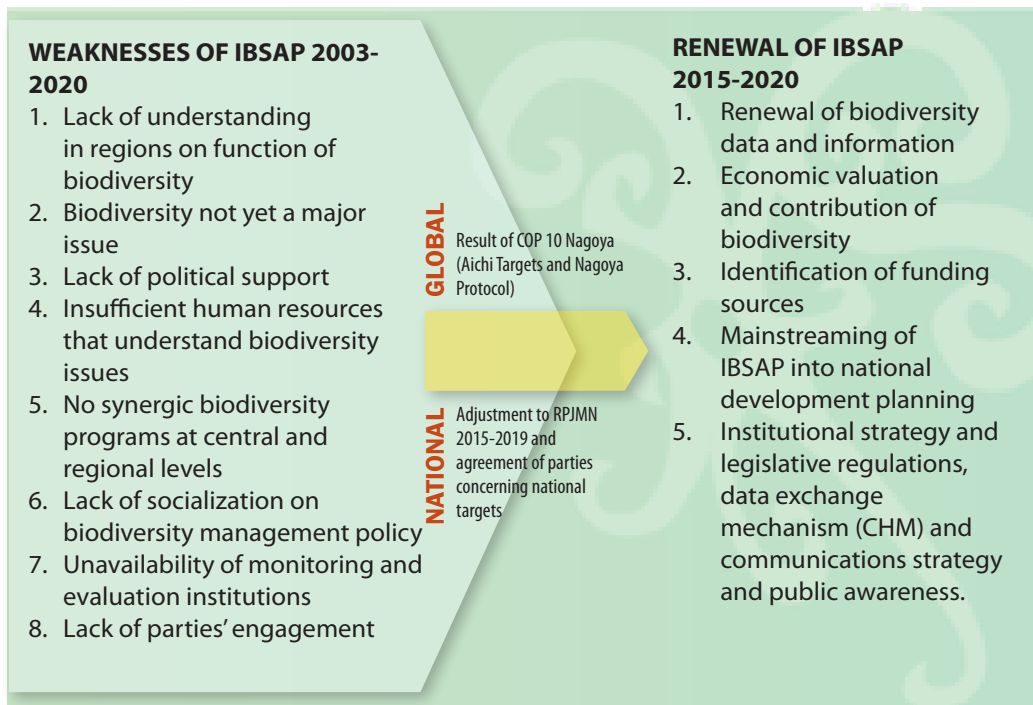 WEAKNESSES OF IBSAP 2003-
2020
1. Lack of understanding
in regions on function of
biodiversity
2. Biodiversity not yet a major
issue
3. Lack of political support
4. Insufficient human resources
that understand biodiversity
issues
5. No synergic biodiversity
programs at central and
regional levels
6. Lack of socialization on
biodiversity management policy
7. Unavailability of monitoring and
evaluation institutions
8. Lack of parties’ engagement
GLOBAL
Result of COP 10 Nagoya
(Aichi Targets and Nagoya
Protocol)
NATIONAL
Adjustment to RPJMN
2015-2019 and
agreement of parties
concerning national
targets
RENEWAL OF IBSAP
2015-2020
1. Renewal of biodiversity
data and information
2. Economic valuation
and contribution of
biodiversity
3. Identification of funding
sources
4. Mainstreaming of
IBSAP into national
development planning
5. Institutional strategy and
legislative regulations,
data exchange
mechanism (CHM) and
communications strategy
and public awareness.